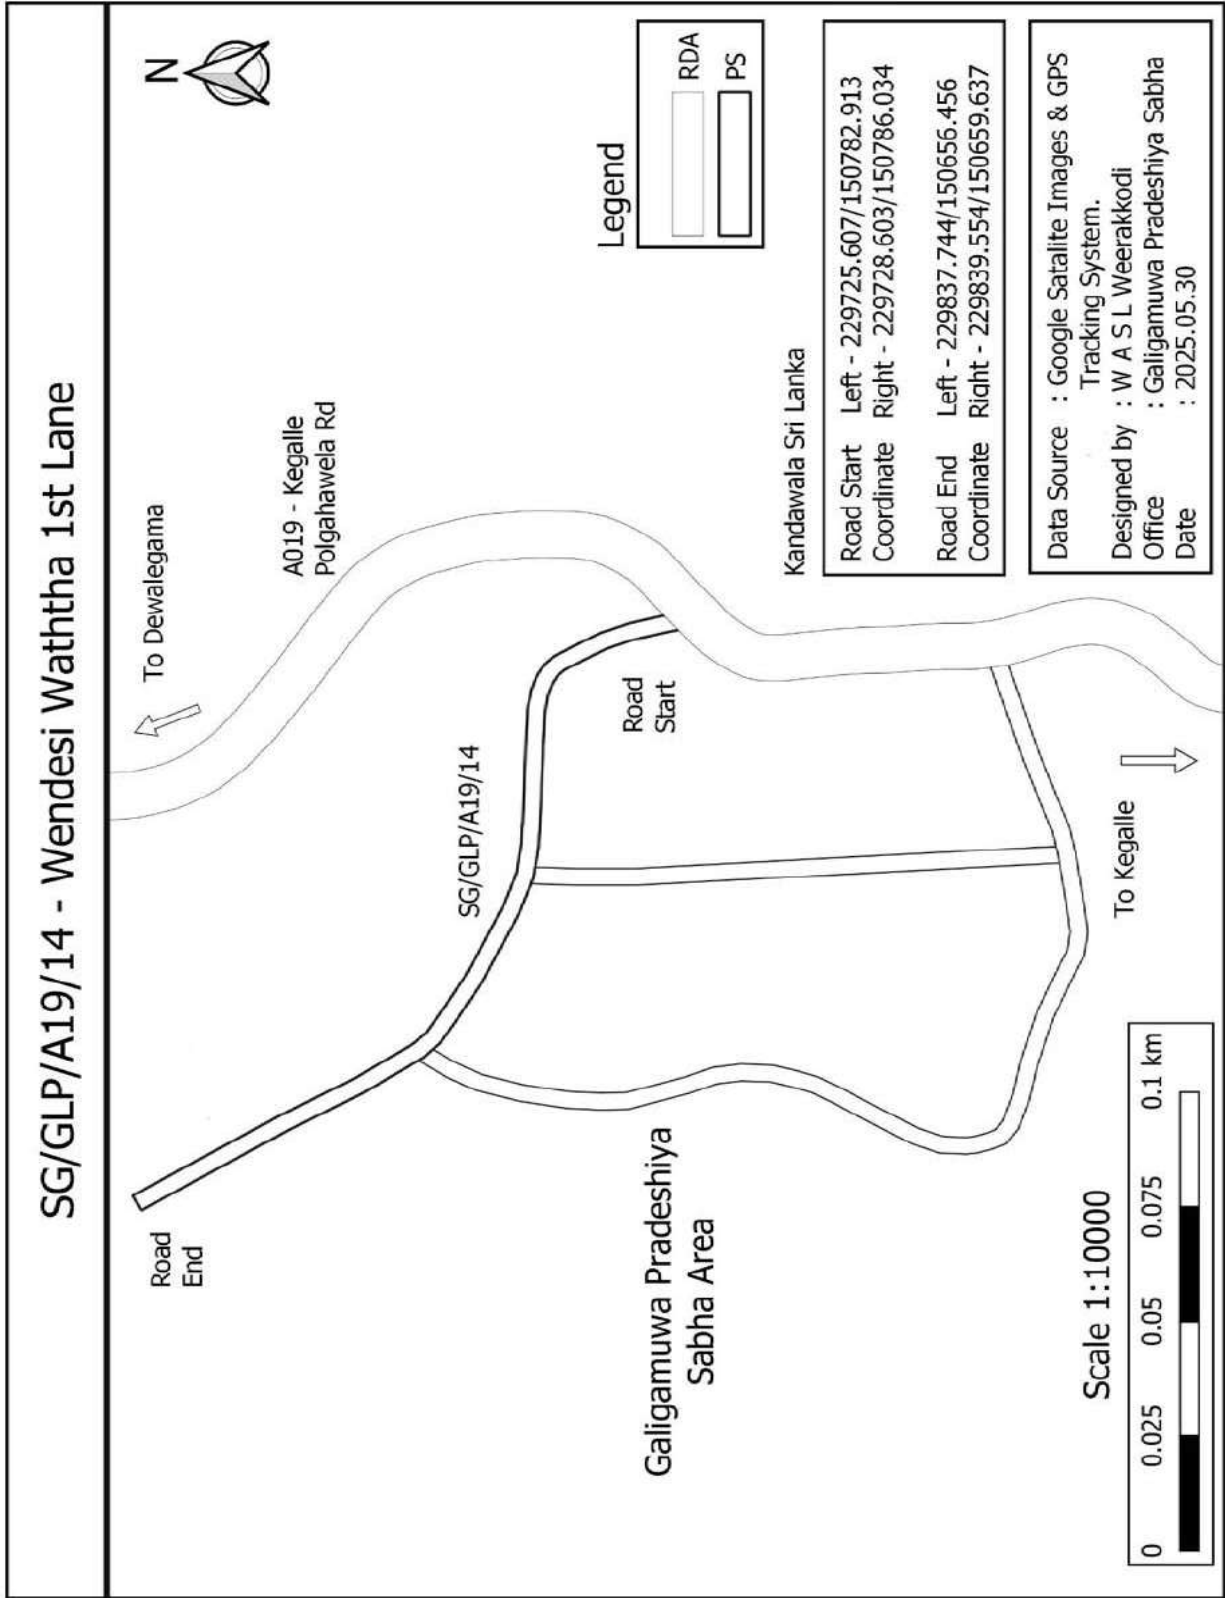 SG/GLP/A19/14 - Wendesi Waththa 1st Lane
N
To Dewalegama
A019 - Kegalle
Polgahawela Rd
Road
End
SG/GLP/A19/14
Road
Start
Galigamuwa Pradeshiya
Sabha Area
To Kegalle
Legend
RDA
PS
Kandawala Sri Lanka
Road Start Left - 229725.607/150782.913
Coordinate Right - 229728.603/150786.034
Road End Left - 229837.744/150656.456
Coordinate Right - 229839.554/150659.637
Data Source : Google Satalite Images & GPS
Tracking System.
Designed by : W A S L Weerakkodi
Office : Galigamuwa Pradeshiya Sabha
Date : 2025.05.30
Scale 1:10000
0 0.025 0.05 0.075 0.1 km